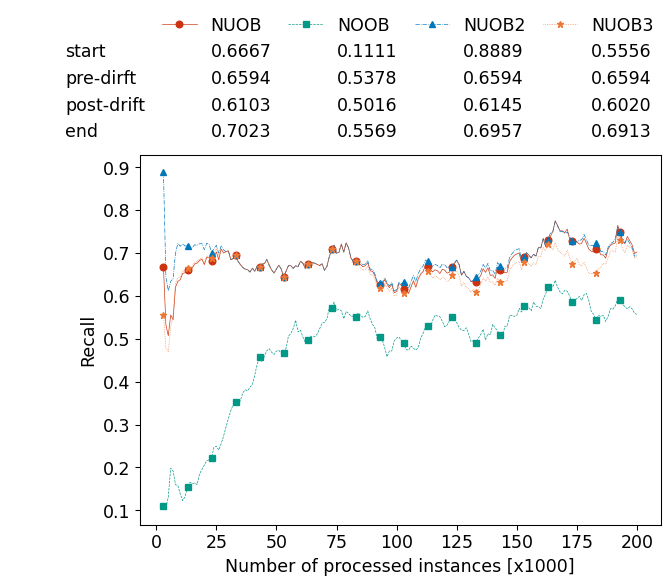 NUOB NOOB NUOB2 NUOB3
start 0.6667 0.1111 0.8889 0.5556
pre-dirft 0.6594 0.5378 0.6594 0.6594
post-drift 0.6103 0.5016 0.6145 0.6020
end 0.7023 0.5569 0.6957 0.6913
0.9
0.8
0.7
0.6
0.5
0.4
0.3
0.2
0.1
Recall
0 25 50 75 100 125 150 175 200
Number of processed instances [x1000]